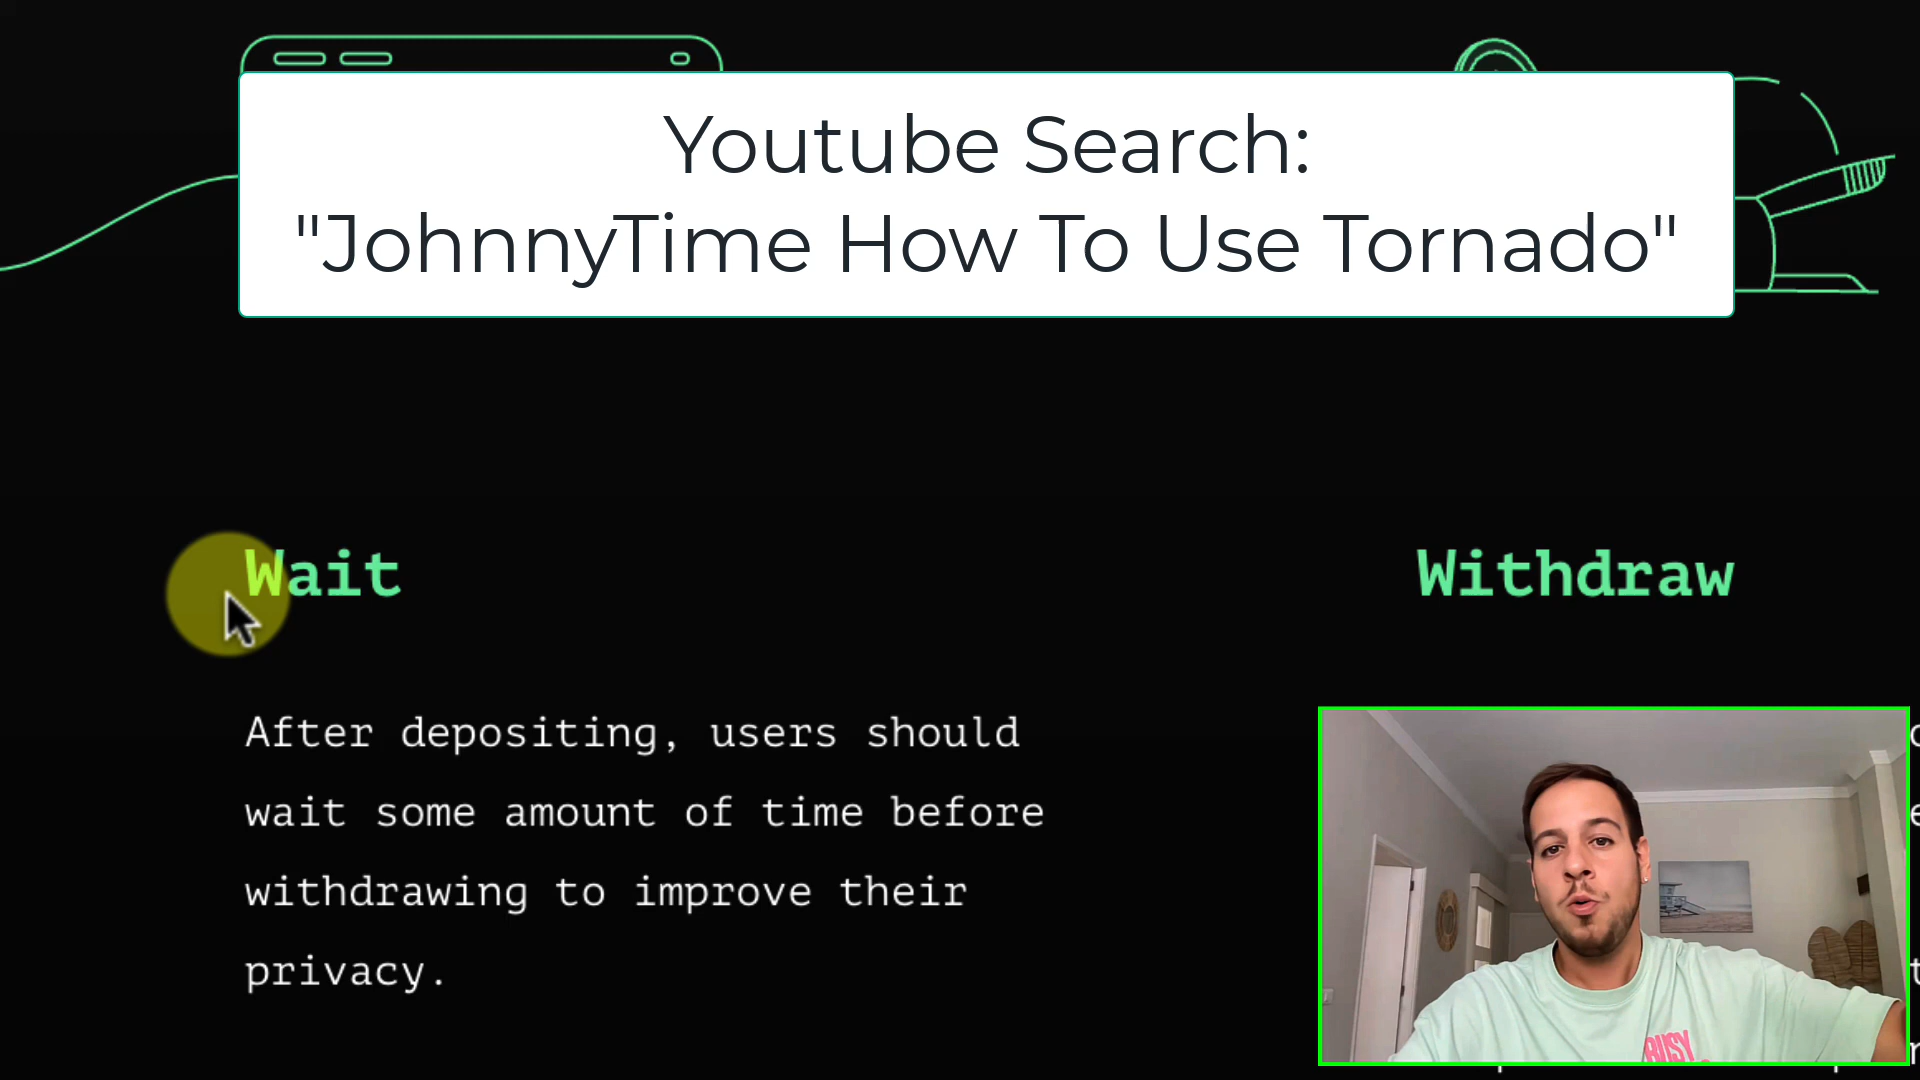 Youtube Search:
"JohnnyTime How To Use Tornado"
Wait
Withdraw
After depositing, users should
wait some amount of time before
withdrawing to improve their
privacy.
BUSY